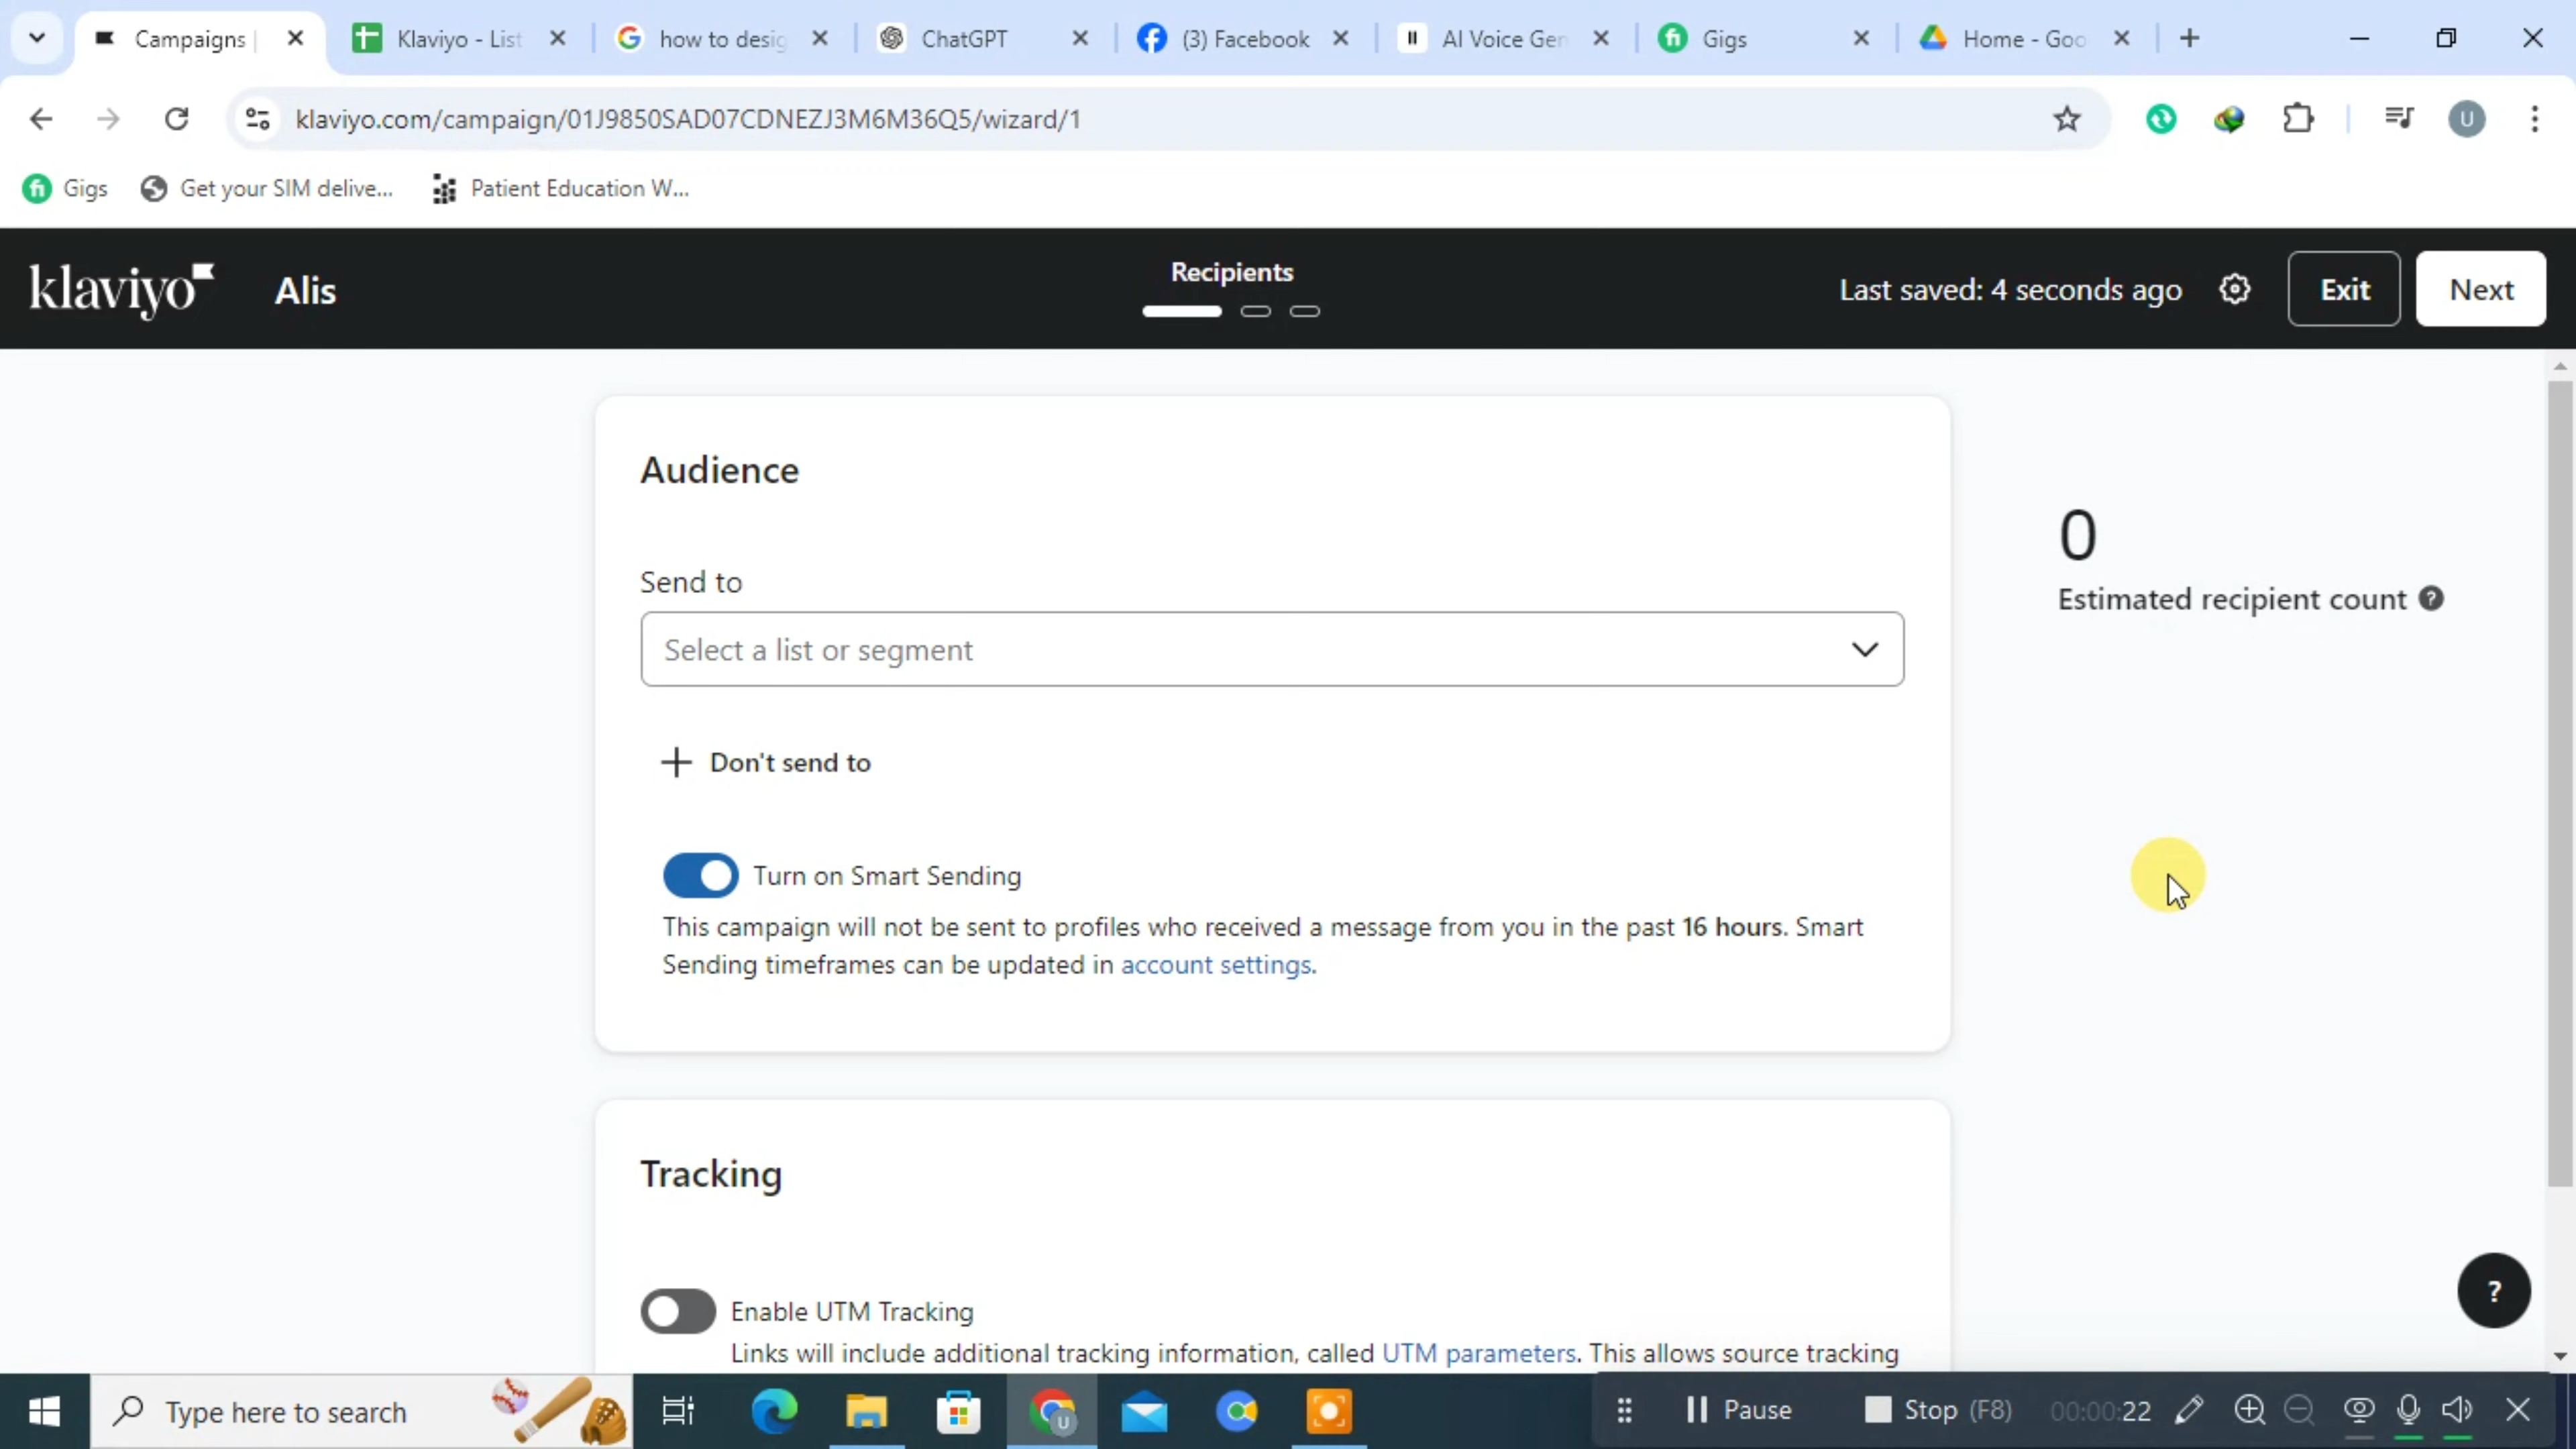 Campaigns
Klaviyo - List
how to desig
ChatGPT
(3) Facebook
AI Voice Gen
Gigs
Home - Goo
klaviyo.com/campaign/01J9850SAD07CDNEZJ3M6M36Q5/wizard/1
U
Gigs
Get your SIM delive...
Patient Education W...
klaviyo
Alis
Recipients
Last saved: 4 seconds ago
Exit
Next
Audience
0
Estimated recipient count ?
Send to
Select a list or segment
+ Don't send to
Turn on Smart Sending
This campaign will not be sent to profiles who received a message from you in the past 16 hours. Smart
Sending timeframes can be updated in account settings.
Tracking
Enable UTM Tracking
Links will include additional tracking information, called UTM parameters. This allows source tracking
?
Type here to search
Pause
Stop (F8)
00:00:22